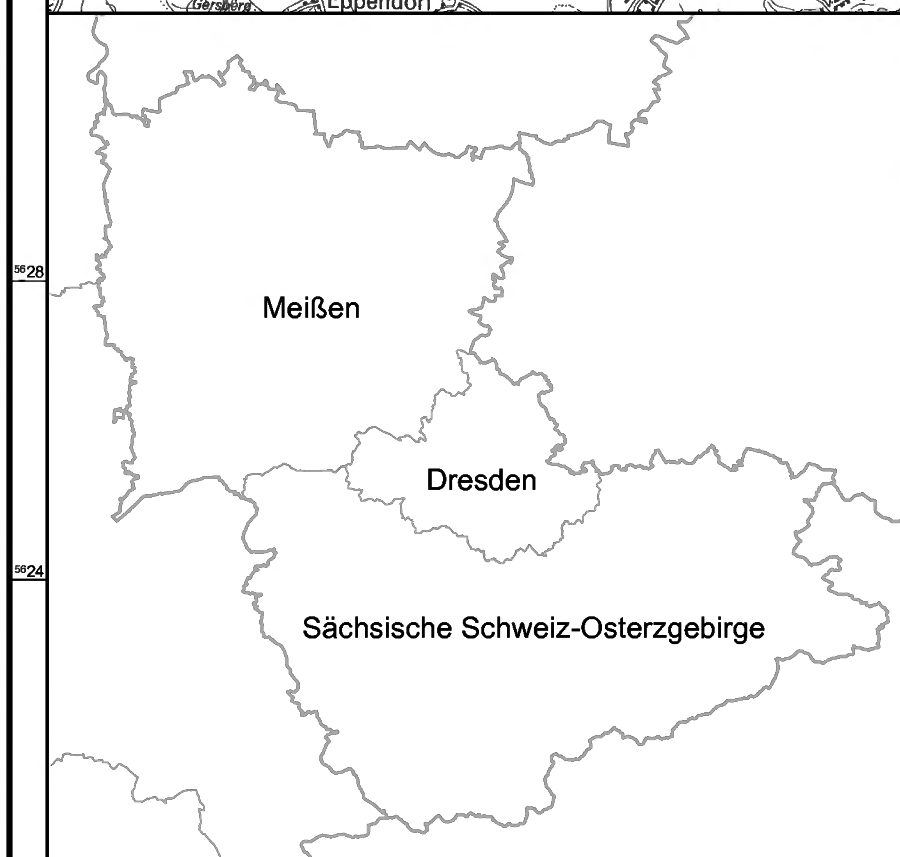 Gersberg
Eppendorf
5628
Meißen
Dresden
5624
Sächsische Schweiz-Osterzgebirge